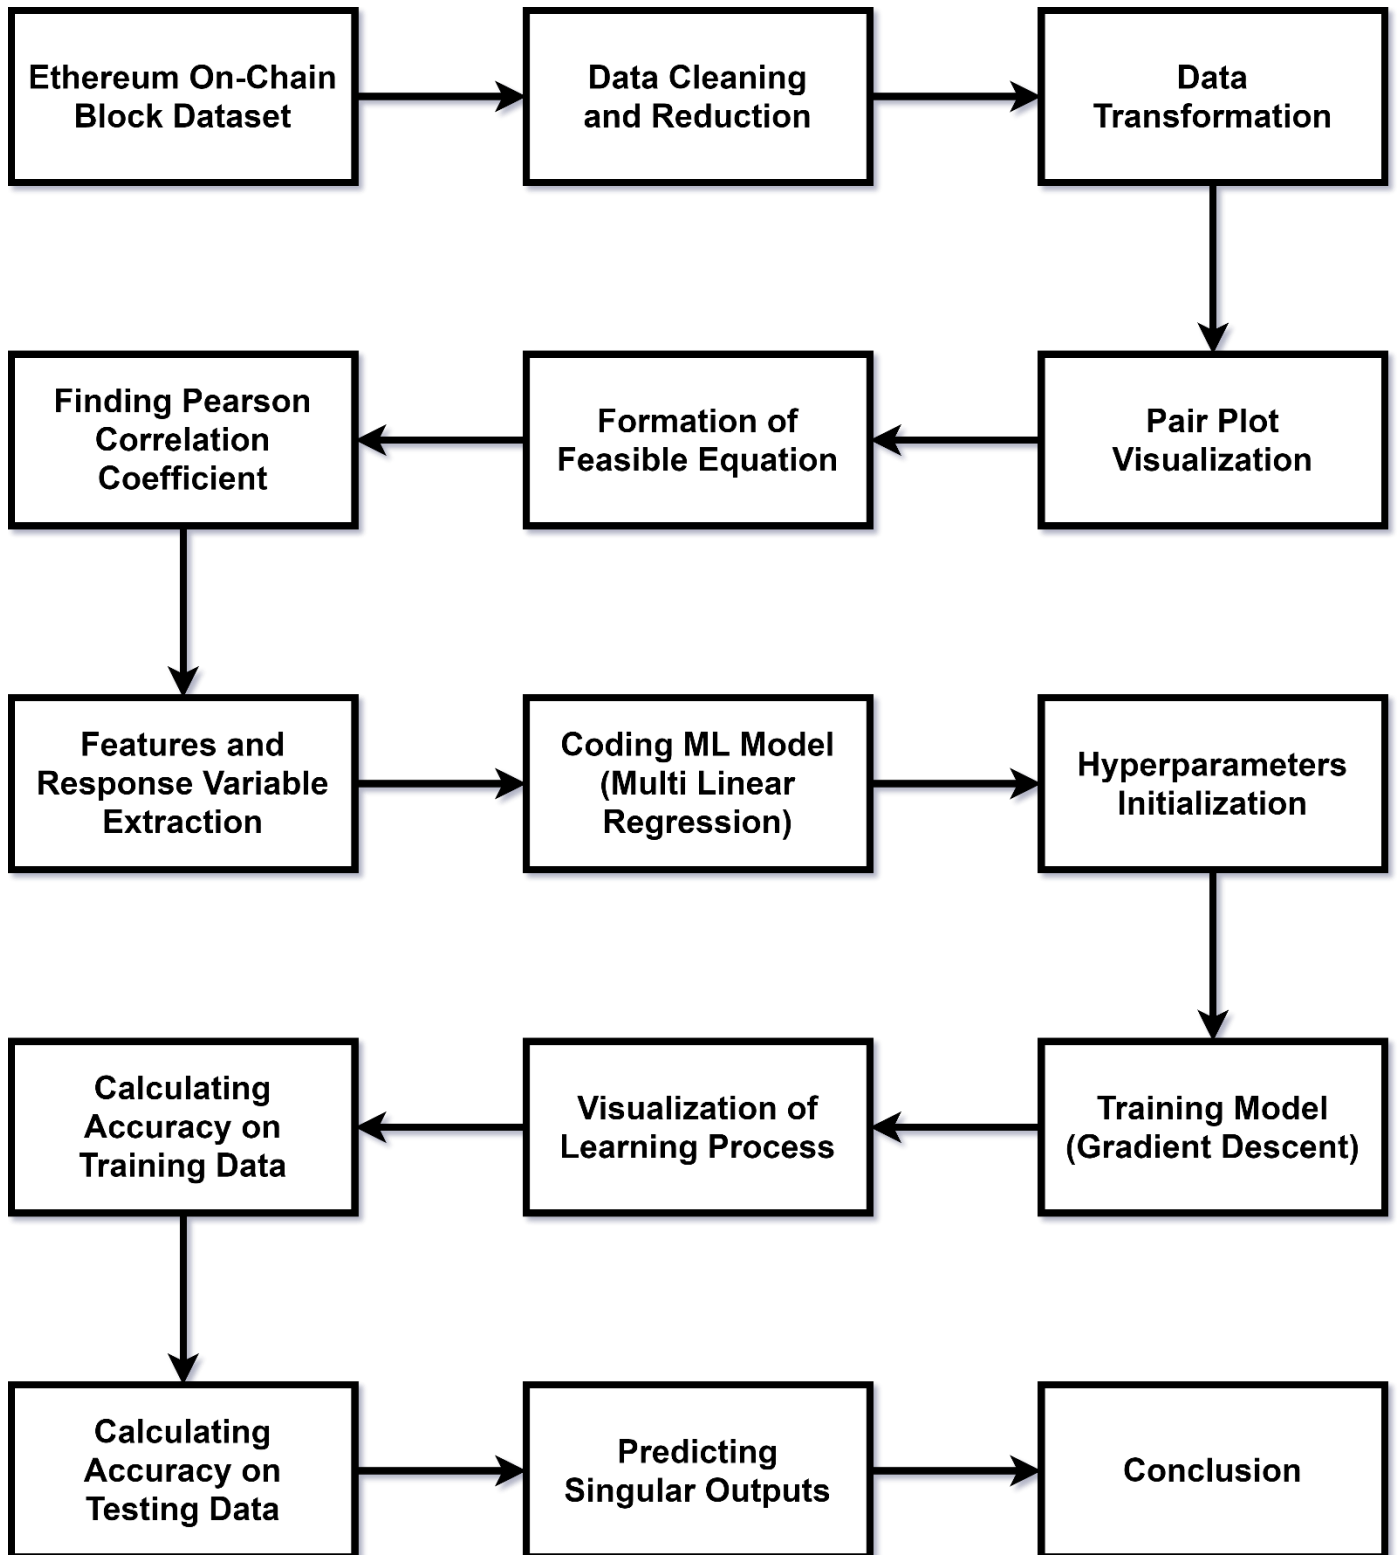 Ethereum On-Chain
Block Dataset
Data Cleaning
and Reduction
Data
Transformation
Pair Plot
Visualization
Formation of
Feasible Equation
Finding Pearson
Correlation
Coefficient
Features and
Response Variable
Extraction
Coding ML Model
(Multi Linear
Regression)
Hyperparameters
Initialization
Training Model
(Gradient Descent)
Visualization of
Learning Process
Calculating
Accuracy on
Training Data
Calculating
Accuracy on
Testing Data
Predicting
Singular Outputs
Conclusion